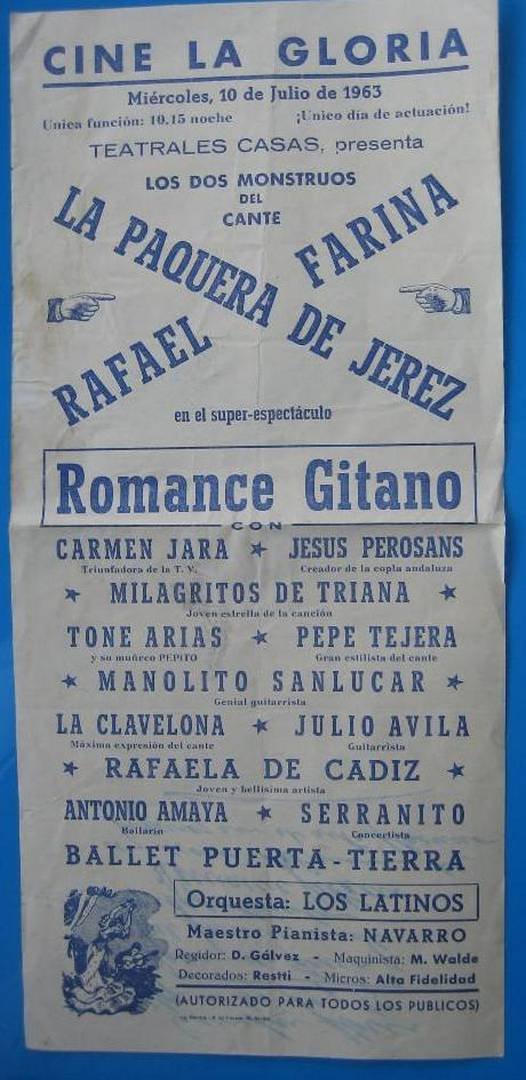 CINE LA GLORIA
Miércoles, 10 de Julio de 1963
Unica función: 10.15 noche ¡Unico día de actuación!
TEATRALES CASAS, presenta
LOS DOS MONSTRUOS
DEL
CANTE
LA PAQUERA DE JEREZ
RAFAEL FARINA
en el super-espectáculo
Romance Gitano
CON
CARMEN JARA ★ JESUS PEROSANS
Triunfadora de la T. V. Creador de la copla andaluza
★ MILAGRITOS DE TRIANA ★
Joven estrella de la canción
TONE ARIAS ★ PEPE TEJERA
y su muñeco PEPITO Gran estilista del cante
★ MANOLITO SANLUCAR ★
Genial guitarrista
LA CLAVELONA ★ JULIO AVILA
Máxima expresión del cante Guitarrista
★ RAFAELA DE CADIZ ★
Joven y bellísima artista
ANTONIO AMAYA ★ SERRANITO
Bailarín Concertista
BALLET PUERTA-TIERRA
Orquesta: LOS LATINOS
Maestro Pianista: NAVARRO
Regidor: D. Gálvez - Maquinista: M. Walde
Decorados: Restti - Micros: Alta Fidelidad
(AUTORIZADO PARA TODOS LOS PUBLICOS)